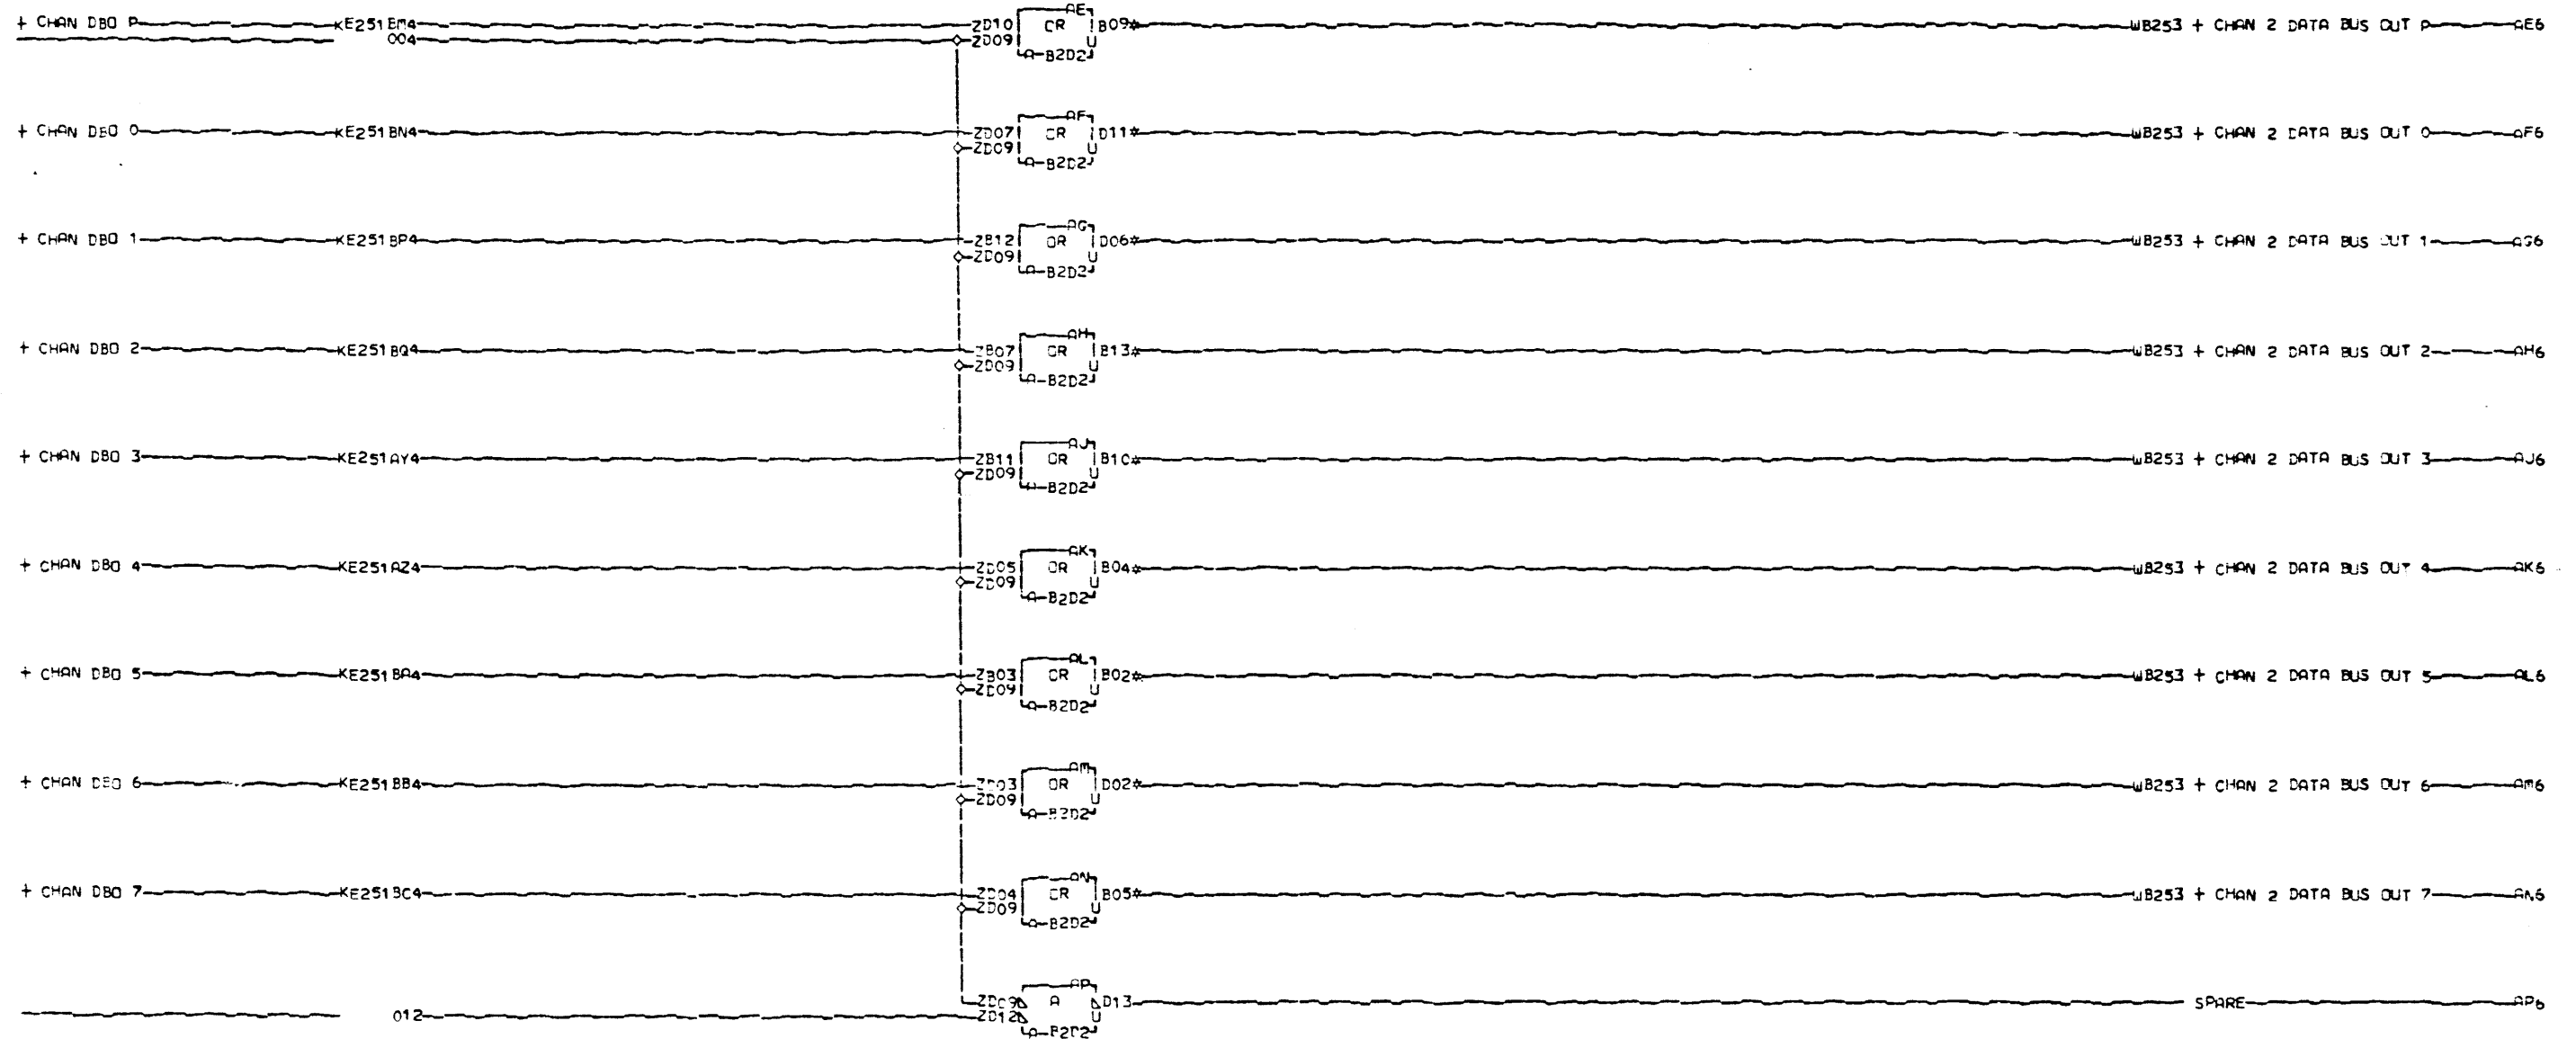 AE
+ CHAN DBO P KE251BM4 ZD10 OR B09* WB253 + CHAN 2 DATA BUS OUT P AE6
004 ZD09 U
A-B2D2
AF
+ CHAN DBO 0 KE251BN4 ZD07 OR D11* WB253 + CHAN 2 DATA BUS OUT 0 AF6
ZD09 U
A-B2D2
AG
+ CHAN DBO 1 KE251BP4 ZB12 OR D06* WB253 + CHAN 2 DATA BUS OUT 1 AG6
ZD09 U
A-B2D2
AH
+ CHAN DBO 2 KE251BQ4 ZB07 OR B13* WB253 + CHAN 2 DATA BUS OUT 2 AH6
ZD09 U
A-B2D2
AJ
+ CHAN DBO 3 KE251AY4 ZB11 OR B10* WB253 + CHAN 2 DATA BUS OUT 3 AJ6
ZD09 U
A-B2D2
AK
+ CHAN DBO 4 KE251AZ4 ZD05 OR B04* WB253 + CHAN 2 DATA BUS OUT 4 AK6
ZD09 U
A-B2D2
AL
+ CHAN DBO 5 KE251BA4 ZB03 OR B02* WB253 + CHAN 2 DATA BUS OUT 5 AL6
ZD09 U
A-B2D2
AM
+ CHAN DBO 6 KE251BB4 ZD03 OR D02* WB253 + CHAN 2 DATA BUS OUT 6 AM6
ZD09 U
A-B2D2
AN
+ CHAN DBO 7 KE251BC4 ZD04 OR B05* WB253 + CHAN 2 DATA BUS OUT 7 AN6
ZD09 U
A-B2D2
AP
ZD09 A D13 SPARE AP6
012 ZD12 U
A-B2D2